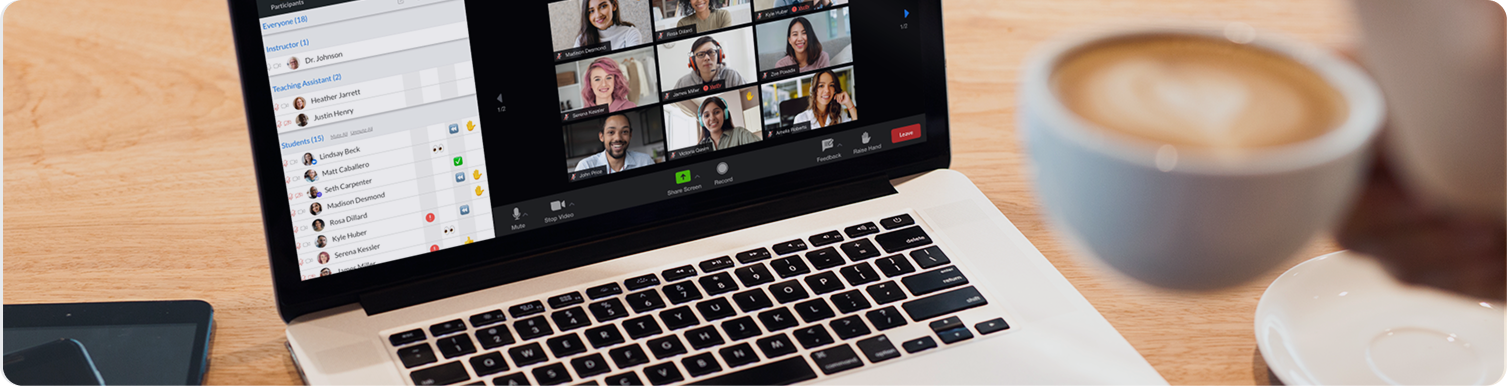 Participants
Everyone (18)
Instructor (1)
Dr. Johnson
Teaching Assistant (2)
Heather Jarrett
Justin Henry
Students (15)
Lindsay Beck
Matt Caballero
Seth Carpenter
Madison Desmond
Rosa Dillard
Kyle Huber
Serena Kessler
James Miller
Madison Desmond
Rosa Dillard
Kyle Huber
Serena Kessler
James Miller
Zoe Posada
John Price
Victoria
Amelia Roberts
1/2
1/2
Mute
Stop Video
Share Screen
Record
Feedback
Raise Hand
Leave
delete
return
shift
command
option
Q W E R T Y U I O P
D F G H J K L
C V B N M